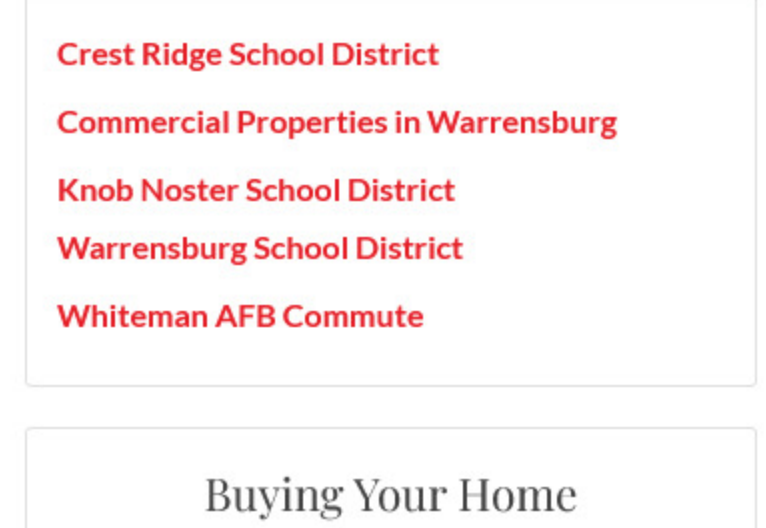 Crest Ridge School District
Commercial Properties in Warrensburg
Knob Noster School District
Warrensburg School District
Whiteman AFB Commute
Buying Your Home